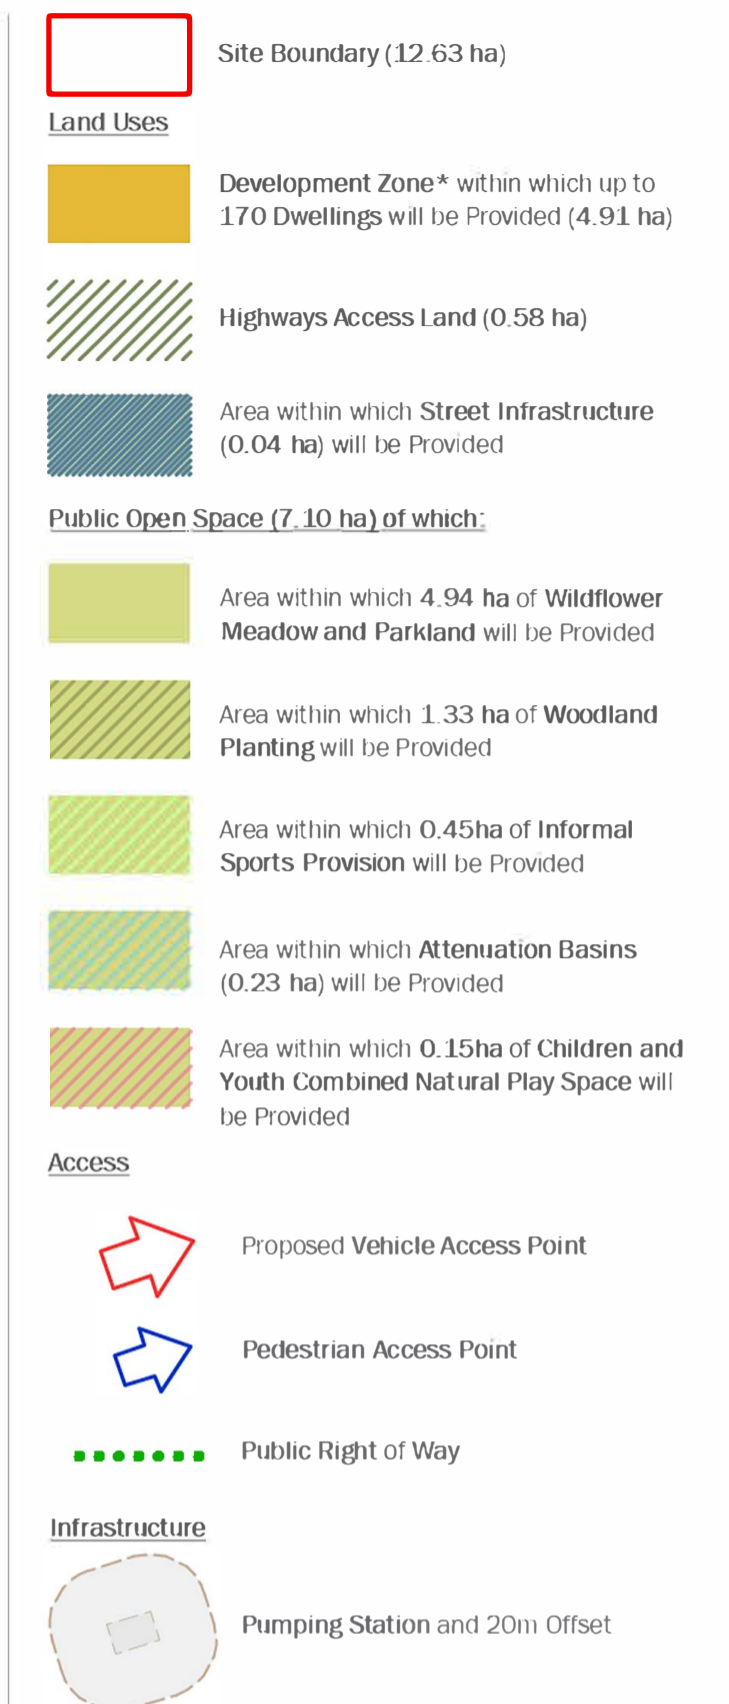 Site Boundary (12.63 ha)
Land Uses
Development Zone* within which up to
170 Dwellings will be Provided (4.91 ha)
Highways Access Land (0.58 ha)
Area within which Street Infrastructure
(0.04 ha) will be Provided
Public Open Space (7.10 ha) of which:
Area within which 4.94 ha of Wildflower
Meadow and Parkland will be Provided
Area within which 1.33 ha of Woodland
Planting will be Provided
Area within which 0.45ha of Informal
Sports Provision will be Provided
Area within which Attenuation Basins
(0.23 ha) will be Provided
Area within which 0.15ha of Children and
Youth Combined Natural Play Space will
be Provided
Access
Proposed Vehicle Access Point
Pedestrian Access Point
Public Right of Way
Infrastructure
Pumping Station and 20m Offset